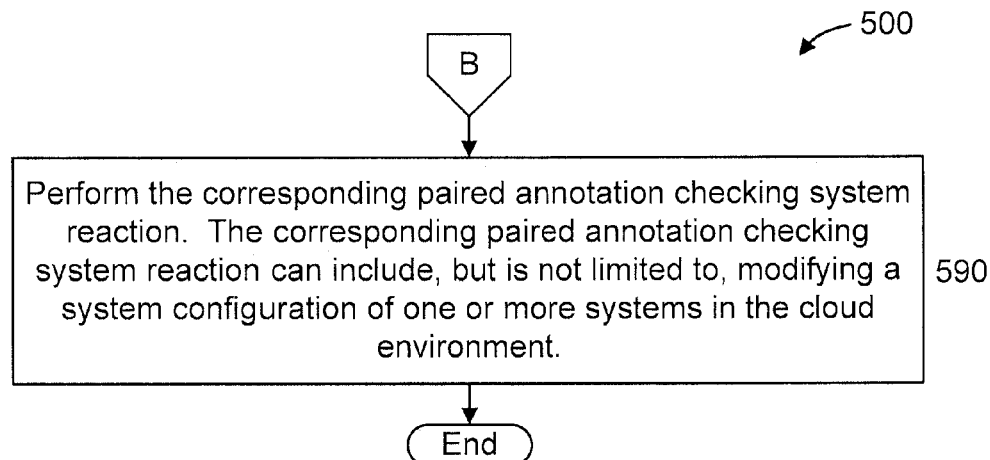 500
B
Perform the corresponding paired annotation checking system
reaction.  The corresponding paired annotation checking
system reaction can include, but is not limited to, modifying a
system configuration of one or more systems in the cloud
environment.
590
End